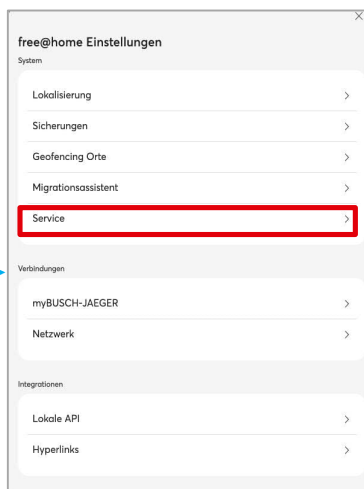 free@home Einstellungen
System
Lokalisierung
Sicherungen
Geofencing Orte
Migrationsassistent
Service
Verbindungen
myBUSCH-JAEGER
Netzwerk
Integrationen
Lokale API
Hyperlinks